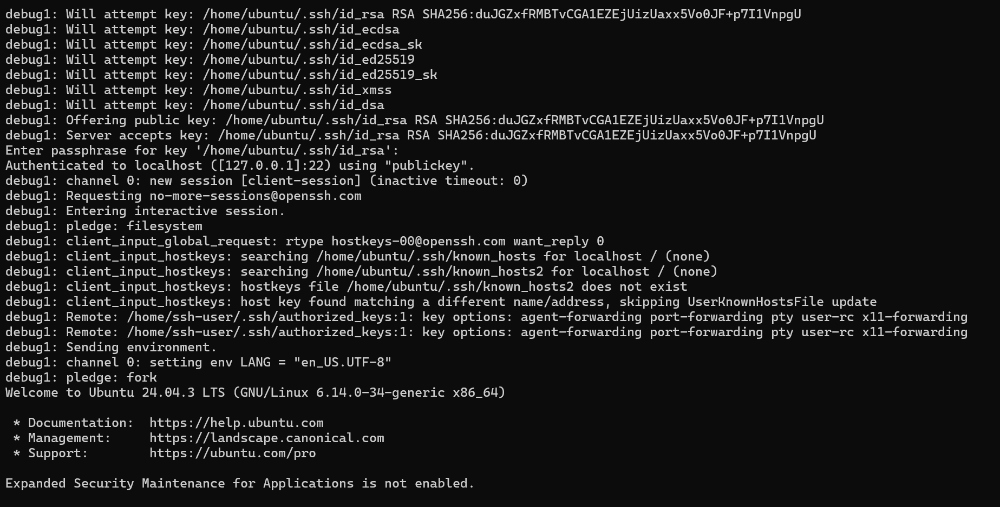 debug1: Will attempt key: /home/ubuntu/.ssh/id_rsa RSA SHA256:duJGZxfRMBTvCGA1EZEjUizUaxx5Vo0JF+p7I1VnpgU
debug1: Will attempt key: /home/ubuntu/.ssh/id_ecdsa
debug1: Will attempt key: /home/ubuntu/.ssh/id_ecdsa_sk
debug1: Will attempt key: /home/ubuntu/.ssh/id_ed25519
debug1: Will attempt key: /home/ubuntu/.ssh/id_ed25519_sk
debug1: Will attempt key: /home/ubuntu/.ssh/id_xmss
debug1: Will attempt key: /home/ubuntu/.ssh/id_dsa
debug1: Offering public key: /home/ubuntu/.ssh/id_rsa RSA SHA256:duJGZxfRMBTvCGA1EZEjUizUaxx5Vo0JF+p7I1VnpgU
debug1: Server accepts key: /home/ubuntu/.ssh/id_rsa RSA SHA256:duJGZxfRMBTvCGA1EZEjUizUaxx5Vo0JF+p7I1VnpgU
Enter passphrase for key '/home/ubuntu/.ssh/id_rsa':
Authenticated to localhost ([127.0.0.1]:22) using "publickey".
debug1: channel 0: new session [client-session] (inactive timeout: 0)
debug1: Requesting no-more-sessions@openssh.com
debug1: Entering interactive session.
debug1: pledge: filesystem
debug1: client_input_global_request: rtype hostkeys-00@openssh.com want_reply 0
debug1: client_input_hostkeys: searching /home/ubuntu/.ssh/known_hosts for localhost / (none)
debug1: client_input_hostkeys: searching /home/ubuntu/.ssh/known_hosts2 for localhost / (none)
debug1: client_input_hostkeys: hostkeys file /home/ubuntu/.ssh/known_hosts2 does not exist
debug1: client_input_hostkeys: host key found matching a different name/address, skipping UserKnownHostsFile update
debug1: Remote: /home/ssh-user/.ssh/authorized_keys:1: key options: agent-forwarding port-forwarding pty user-rc x11-forwarding
debug1: Remote: /home/ssh-user/.ssh/authorized_keys:1: key options: agent-forwarding port-forwarding pty user-rc x11-forwarding
debug1: Sending environment.
debug1: channel 0: setting env LANG = "en_US.UTF-8"
debug1: pledge: fork
Welcome to Ubuntu 24.04.3 LTS (GNU/Linux 6.14.0-34-generic x86_64)

 * Documentation:  https://help.ubuntu.com
 * Management:     https://landscape.canonical.com
 * Support:        https://ubuntu.com/pro

Expanded Security Maintenance for Applications is not enabled.